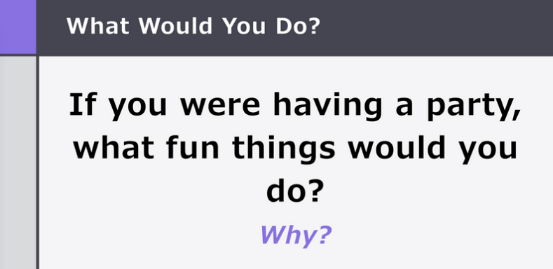 What Would You Do?
If you were having a party,
what fun things would you
do?
Why?